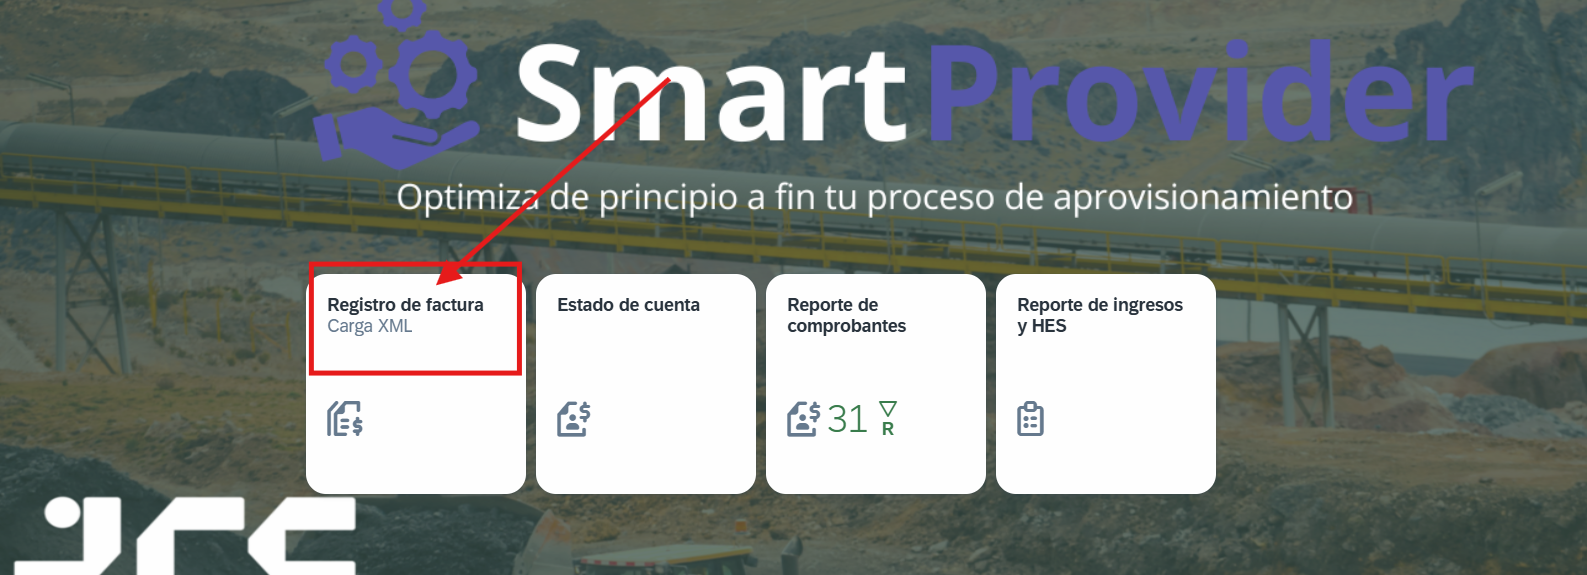 Smart Provider
Optimiza de principio a fin tu proceso de aprovisionamiento
Registro de factura
Carga XML
Estado de cuenta
Reporte de
comprobantes
31
R
Reporte de ingresos
y HES